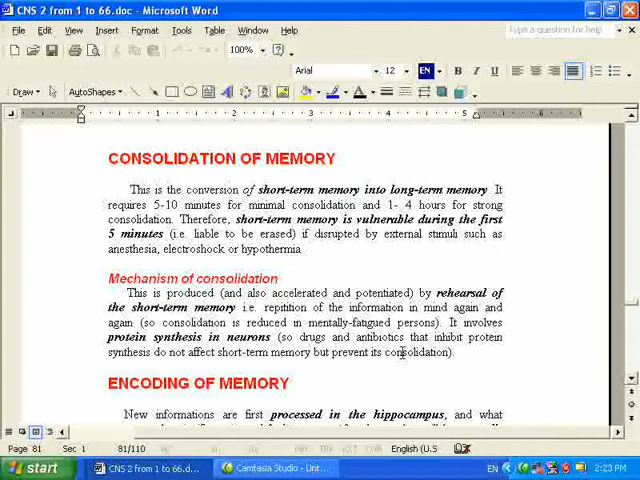 CNS 2 from 1 to 66.doc - Microsoft Word
File Edit View Insert Format Tools Table Window Help
Type a question for help
100%
Arial 12 EN B
Draw AutoShapes
CONSOLIDATION OF MEMORY
This is the conversion of short-term memory into long-term memory. It
requires 5-10 minutes for minimal consolidation and 1- 4 hours for strong
consolidation. Therefore, short-term memory is vulnerable during the first
5 minutes (i.e. liable to be erased) if disrupted by external stimuli such as
anesthesia, electroshock or hypothermia
Mechanism of consolidation
This is produced (and also accelerated and potentiated) by rehearsal of
the short-term memory i.e. repitition of the information in mind again and
again (so consolidation is reduced in mentally-fatigued persons). It involves
protein synthesis in neurons (so drugs and antibiotics that inhibit protein
synthesis do not affect short-term memory but prevent its consolidation).
ENCODING OF MEMORY
New informations are first processed in the hippocampus, and what
Page 81 Sec 1 81/110 REC TRK EXT OVR English (U.S
start CNS 2 from 1 to 66.do... Camtasia Studio - Unt... EN 2:23 PM